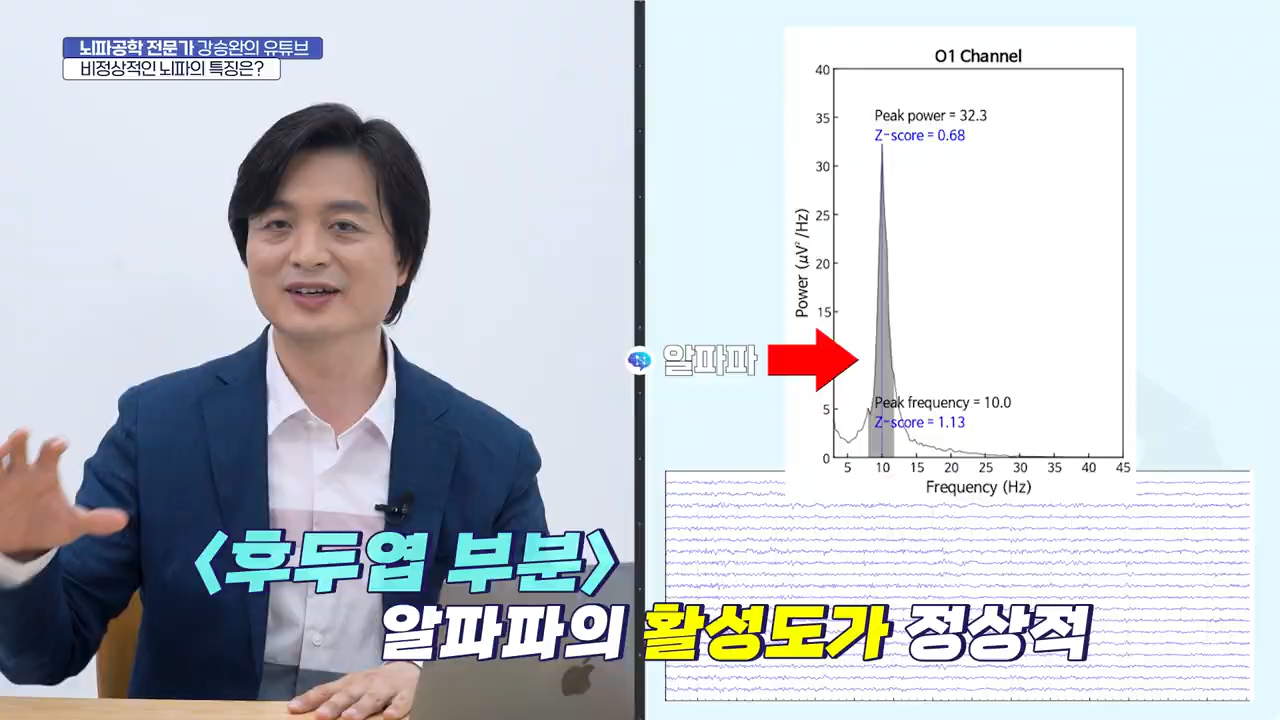 뇌파공학 전문가 강승완의 유튜브
비정상적인 뇌파의 특징은?
O1 Channel
40
35
30
25
20
15
5
0
Peak power = 32.3
Z-score = 0.68
Power (μV²/Hz)
알파파
Peak frequency = 10.0
Z-score = 1.13
5 10 15 20 25 30 35 40 45
Frequency (Hz)
<후두엽 부분>
알파파의 활성도가 정상적